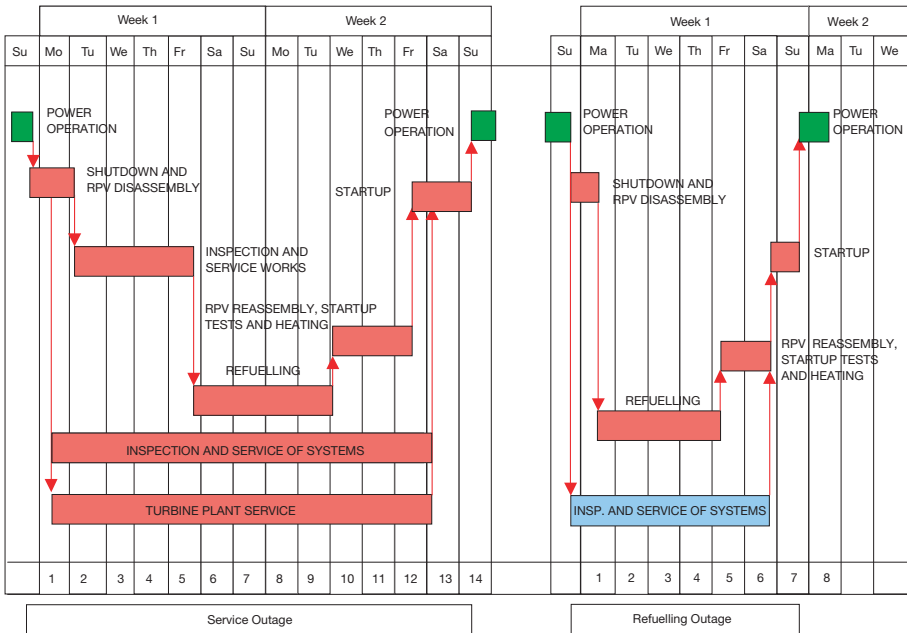 Week 1
Week 2
Week 1
Week 2
Su
Mo
Tu
We
Th
Fr
Sa
Su
Mo
Tu
We
Th
Fr
Sa
Su
Su
Ma
Tu
We
Th
Fr
Sa
Su
Ma
Tu
We
POWER
OPERATION
POWER
OPERATION
SHUTDOWN AND
RPV DISASSEMBLY
STARTUP
INSPECTION AND
SERVICE WORKS
RPV REASSEMBLY, STARTUP
TESTS AND HEATING
REFUELLING
INSPECTION AND SERVICE OF SYSTEMS
TURBINE PLANT SERVICE
POWER
OPERATION
POWER
OPERATION
SHUTDOWN AND
RPV DISASSEMBLY
STARTUP
RPV REASSEMBLY,
STARTUP TESTS
AND HEATING
REFUELLING
INSP. AND SERVICE OF SYSTEMS
1
2
3
4
5
6
7
8
9
10
11
12
13
14
1
2
3
4
5
6
7
8
Service Outage
Refuelling Outage